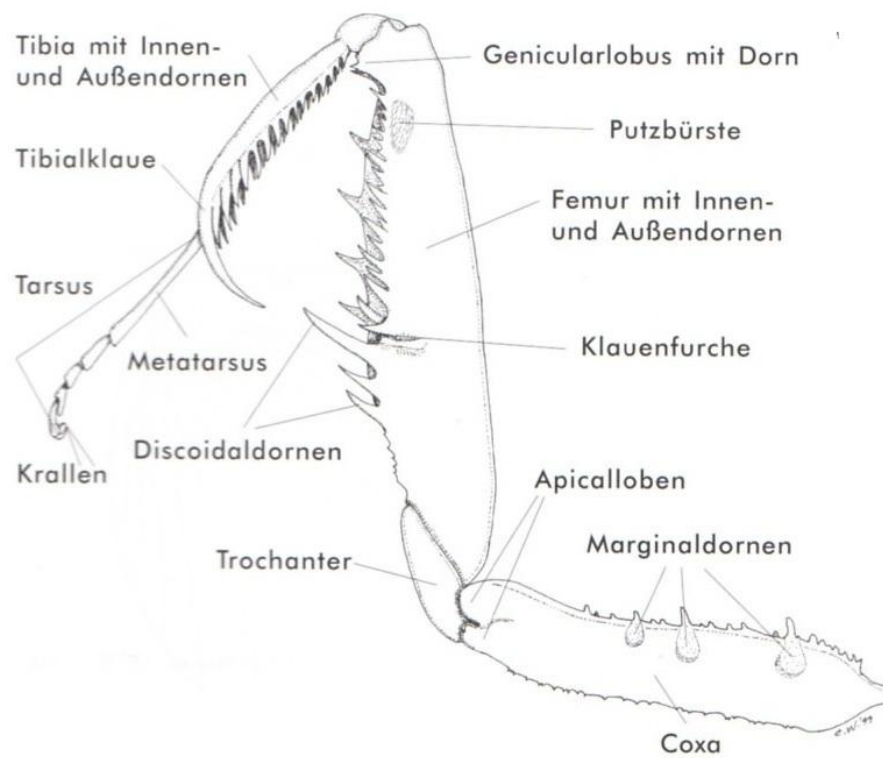 Tibia mit Innen-
und Außendornen
Genicularlobus mit Dorn
Putzbürste
Tibialklaue
Femur mit Innen-
und Außendornen
Tarsus
Metatarsus
Klauenfurche
Discoidaldornen
Krallen
Apicalloben
Marginaldornen
Trochanter
Coxa
C.W.'99